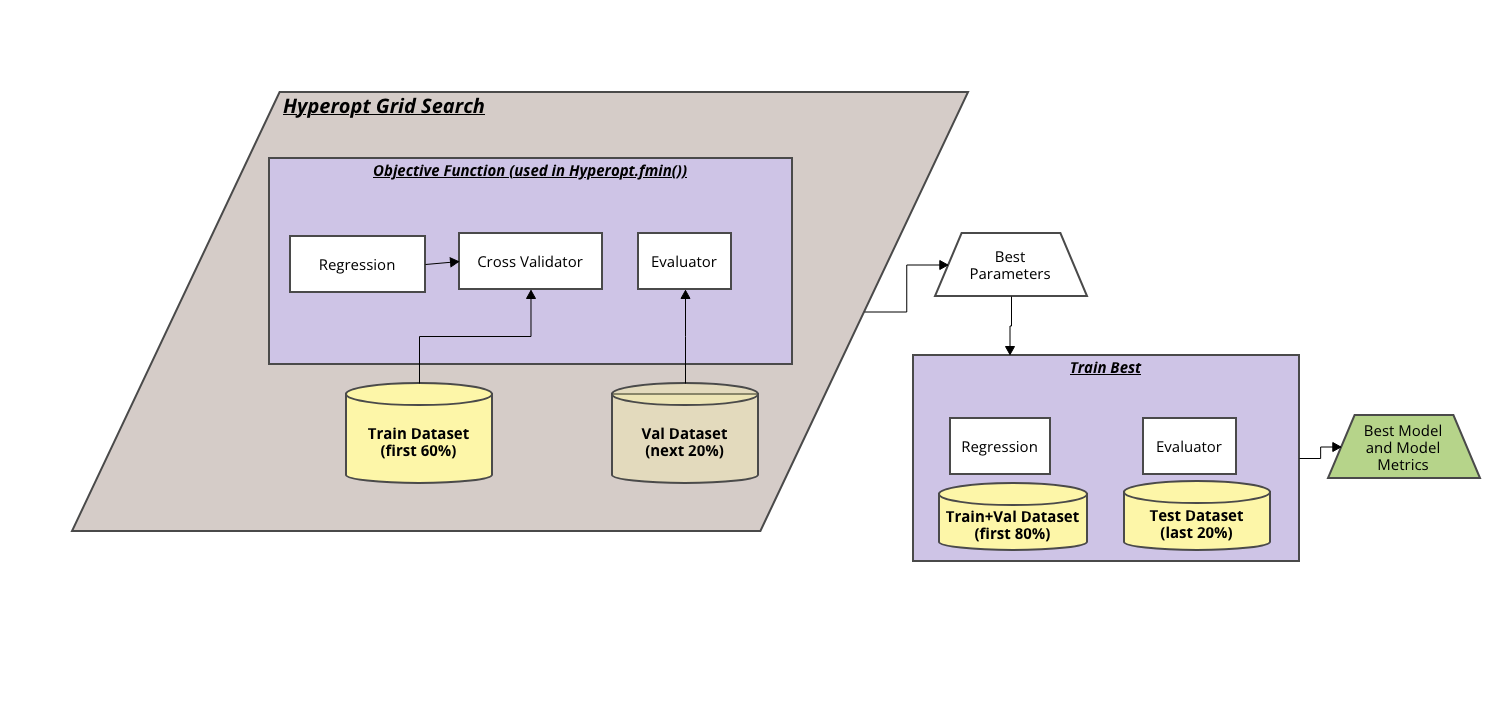 Hyperopt Grid Search
Objective Function (used in Hyperopt.fmin())
Regression
Cross Validator
Evaluator
Train Dataset
(first 60%)
Val Dataset
(next 20%)
Best
Parameters
Train Best
Regression
Evaluator
Train+Val Dataset
(first 80%)
Test Dataset
(last 20%)
Best Model
and Model
Metrics